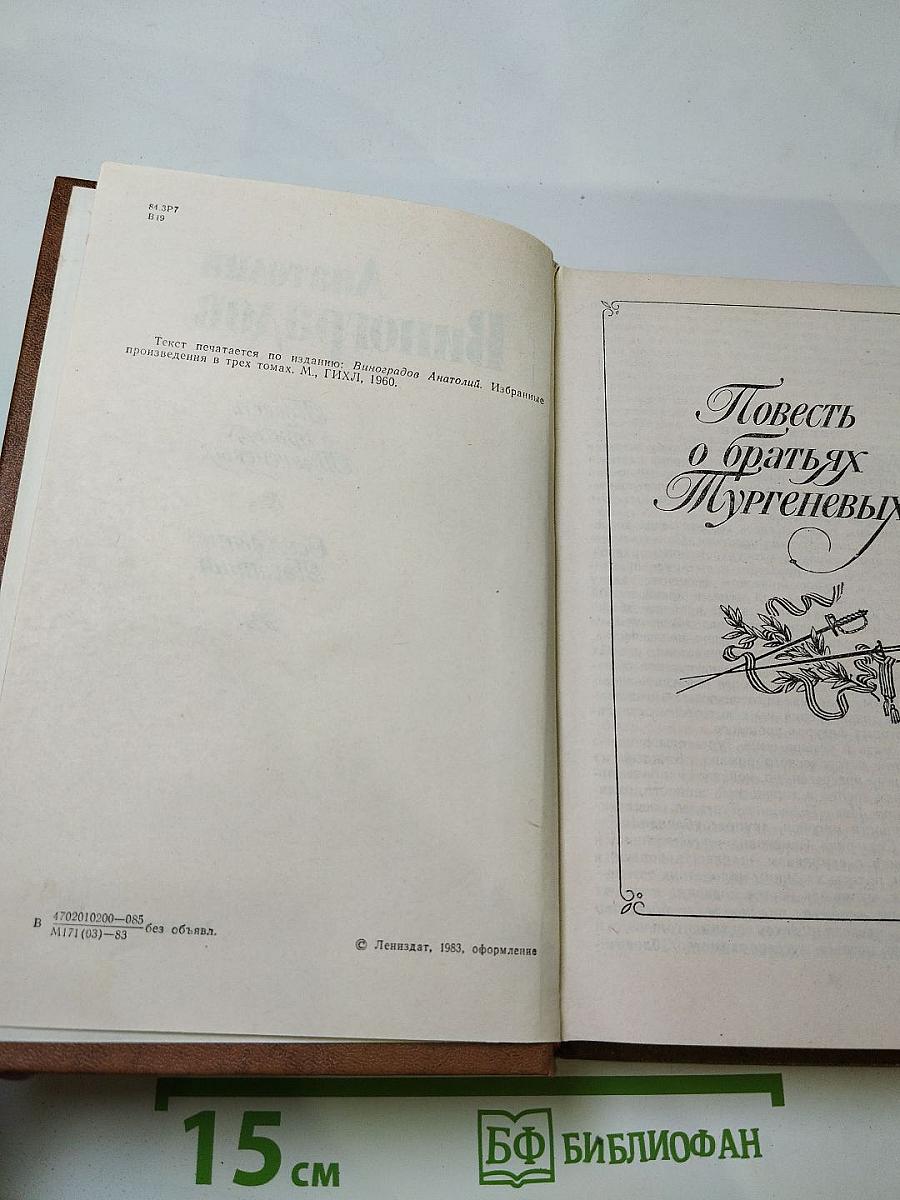 84.3Р7
В19
Текст печатается по изданию: Виноградов Анатолий. Избранные
произведения в трех томах. М., ГИХЛ, 1960.
В 4702010200—085 без объявл.
М171(03)—83
© Лениздат, 1983, оформление
Повесть
о братьях
Тургеневых
15 см
БФ БИБЛИОФАН